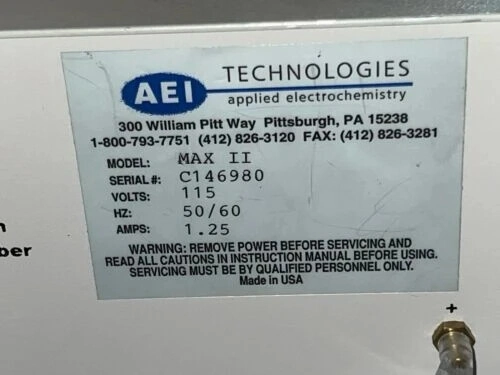 AEI TECHNOLOGIES
applied electrochemistry
300 William Pitt Way Pittsburgh, PA 15238
1-800-793-7751 (412) 826-3120 FAX: (412) 826-3281
MODEL: MAX II
SERIAL#: C146980
VOLTS: 115
HZ: 50/60
AMPS: 1.25
WARNING: REMOVE POWER BEFORE SERVICING AND
READ ALL CAUTIONS IN INSTRUCTION MANUAL BEFORE USING.
SERVICING MUST BE BY QUALIFIED PERSONNEL ONLY.
Made in USA
+